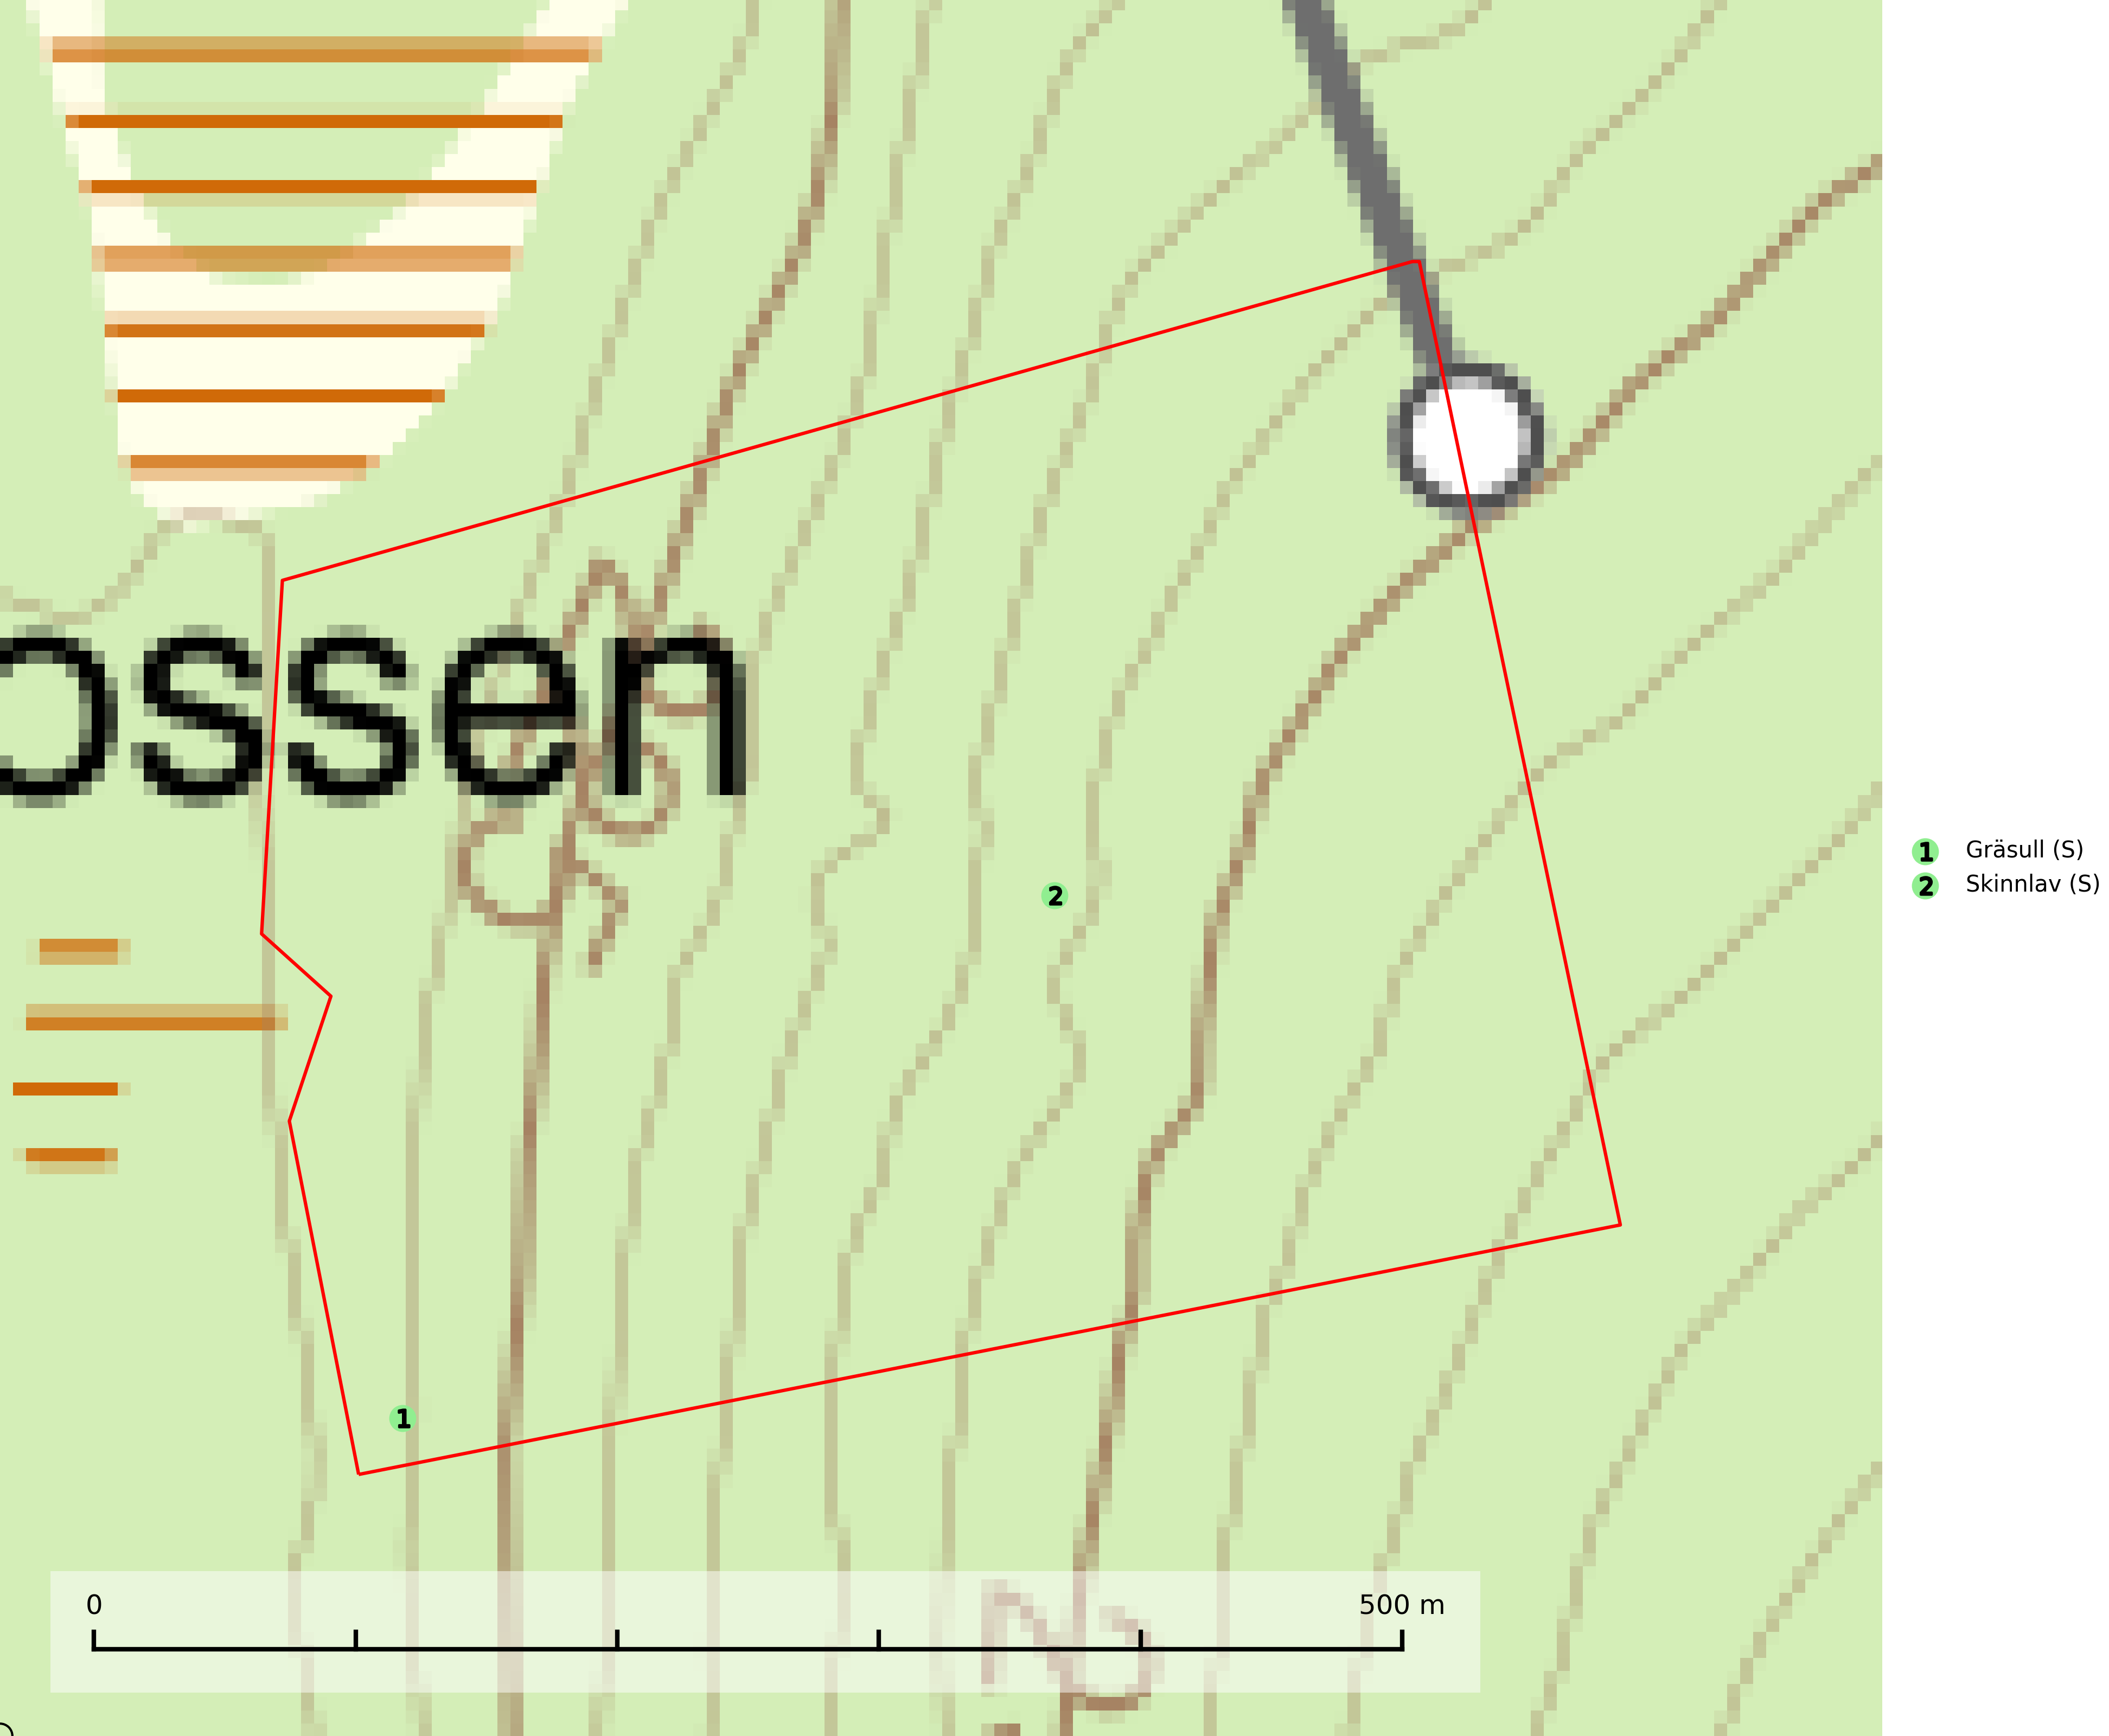 ossen
1 Gräsull (S)
2 Skinnlav (S)
2
1
0 500 m